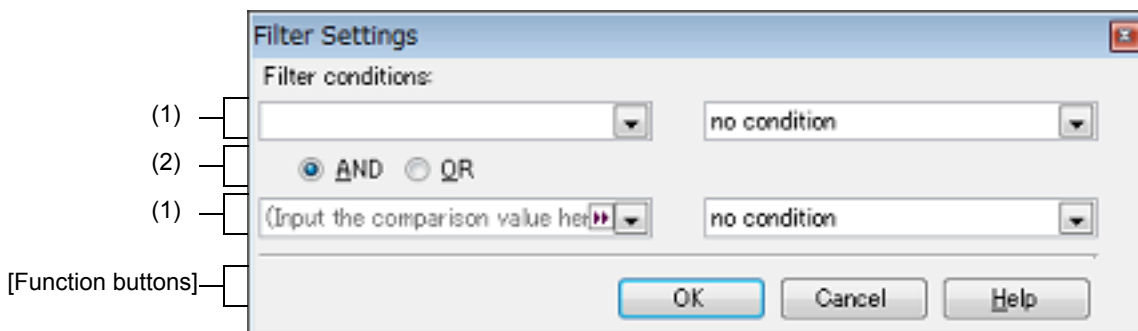 Filter Settings
Filter conditions:
(1) no condition
(2) AND OR
(1) (Input the comparison value her no condition
[Function buttons] OK Cancel Help